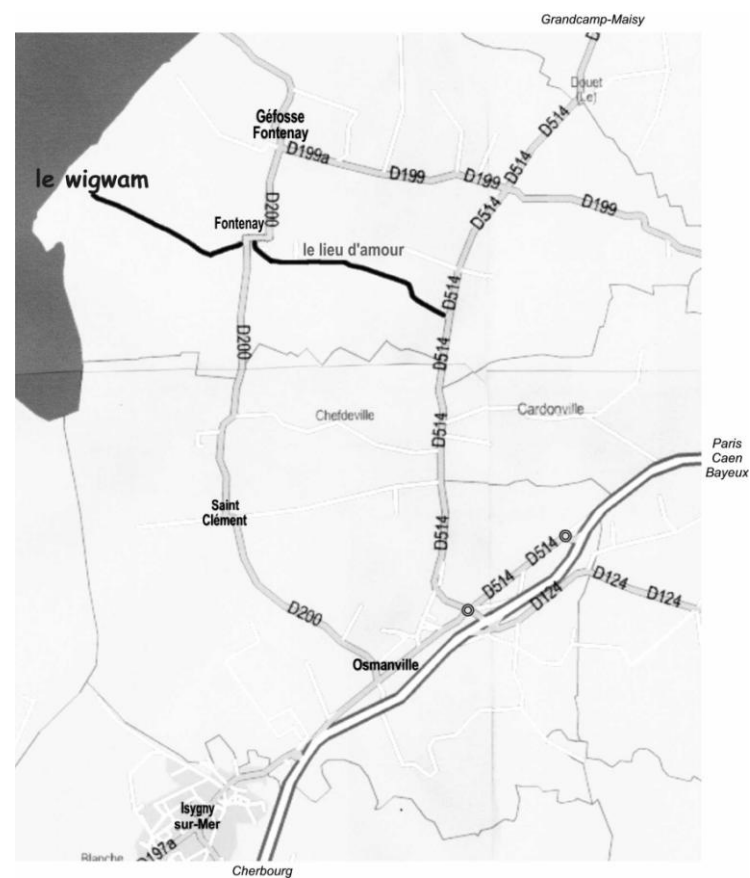 Grandcamp-Maisy
D
Douet
(Le)
Géfosse
Fontenay
D514
D199a
D199
D199
D514
le wigwam
D514
D199
D200
Fontenay
le lieu d'amour
D514
D200
D514
Chefdeville
Cardonville
D514
Paris
Caen
Bayeux
Saint
Clément
D514
D514
D514
D124
D124
D124
D200
Osmanville
Isygny
sur-Mer
Blanche
D197a
Cherbourg